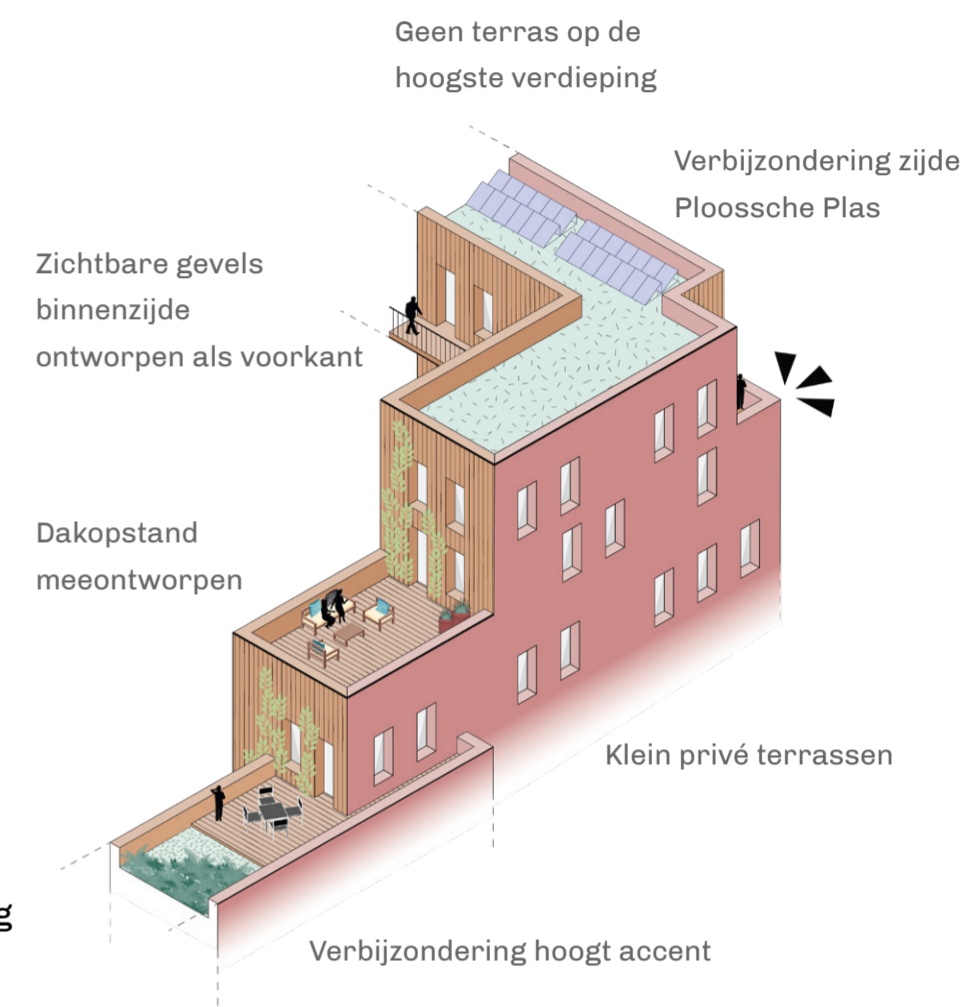 Geen terras op de
hoogste verdieping
Verbijzondering zijde
Ploossche Plas
Zichtbare gevels
binnenzijde
ontworpen als voorkant
Dakopstand
meeontworpen
Klein privé terrassen
Verbijzondering hoogt accent